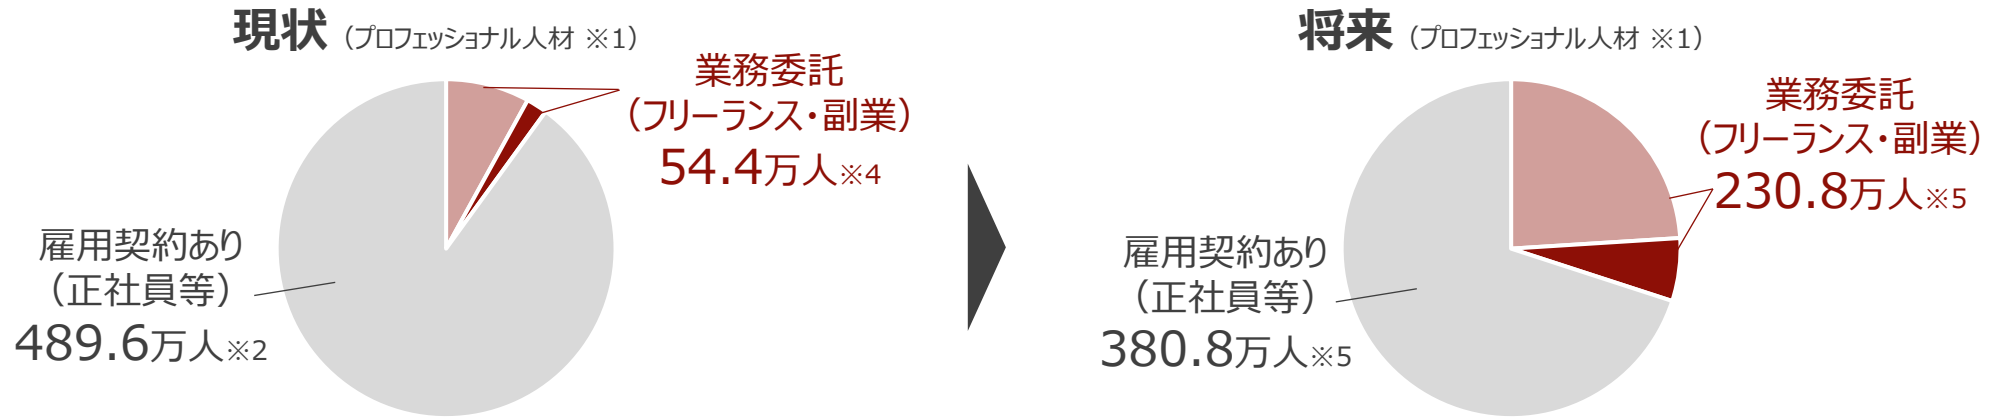 現状（プロフェッショナル人材 ※1）
業務委託
（フリーランス・副業）
54.4万人※4
雇用契約あり
（正社員等）
489.6万人※2
将来（プロフェッショナル人材 ※1）
業務委託
（フリーランス・副業）
230.8万人※5
雇用契約あり
（正社員等）
380.8万人※5